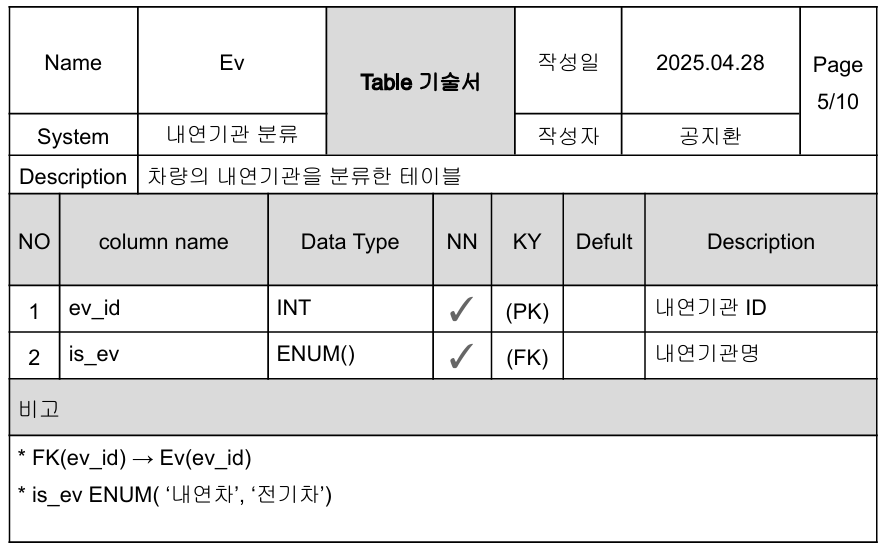 Name Ev Table 기술서 작성일 2025.04.28 Page
5/10
System 내연기관 분류 작성자 공지환
Description 차량의 내연기관을 분류한 테이블
NO column name Data Type NN KY Defult Description
1 ev_id INT ✓ (PK) 내연기관 ID
2 is_ev ENUM() ✓ (FK) 내연기관명
비고
* FK(ev_id) → Ev(ev_id)
* is_ev ENUM( ‘내연차’, ‘전기차’)